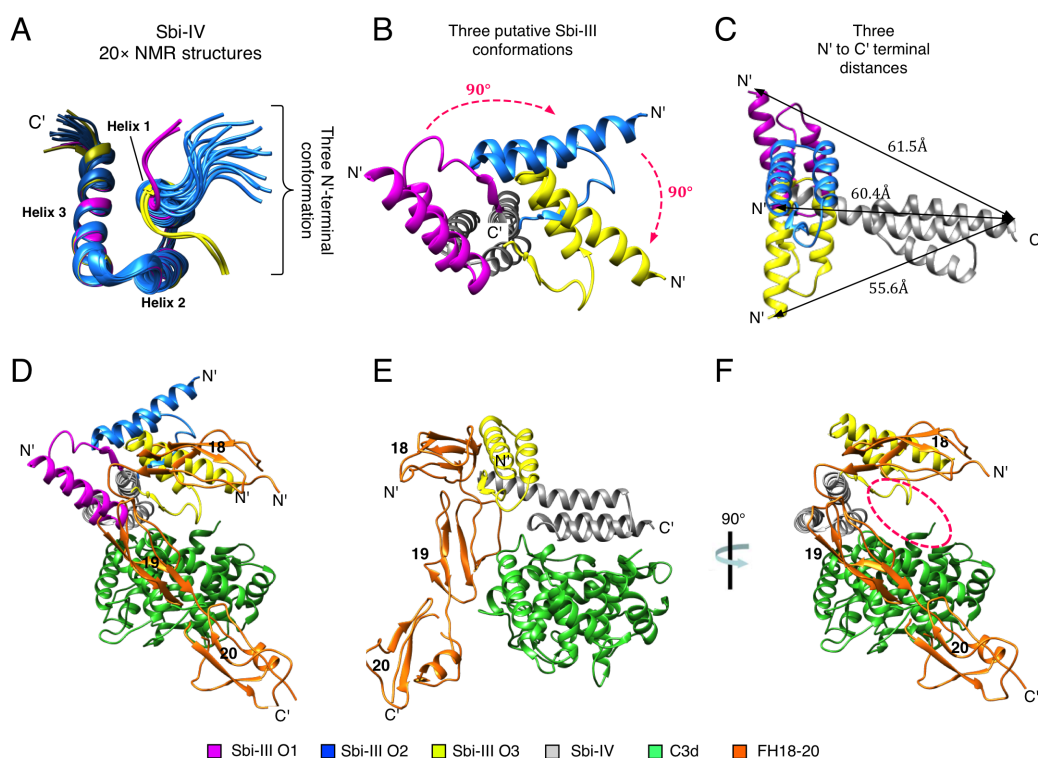 A
Sbi-IV
20× NMR structures
C'
Helix 1
Helix 3
Helix 2
Three N'-terminal
conformation
B
Three putative Sbi-III
conformations
90°
N'
N'
90°
C'
N'
C
Three
N' to C' terminal
distances
N'
61.5Å
60.4Å
N'
C
55.6Å
N'
D
N'
N'
18
N'
N'
19
20
C'
E
18
N'
N'
C'
19
20
C'
F
90°
18
N'
19
20
C'
Sbi-III O1
Sbi-III O2
Sbi-III O3
Sbi-IV
C3d
FH18-20